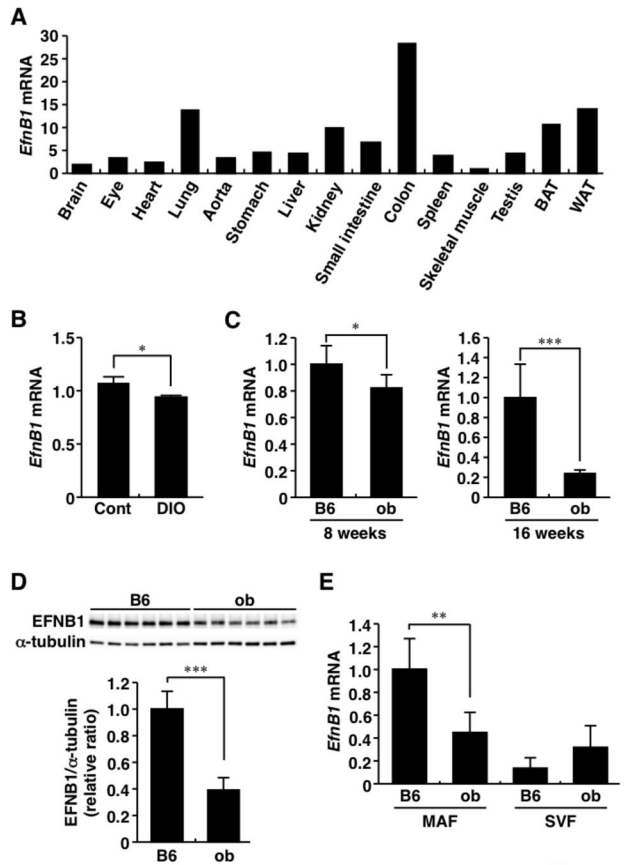 A
EfnB1 mRNA
30
25
20
15
10
5
0
Brain
Eye
Heart
Lung
Aorta
Stomach
Liver
Kidney
Small intestine
Colon
Spleen
Skeletal muscle
Testis
BAT
WAT
B
EfnB1 mRNA
1.5
1.0
0.5
0
*
Cont DIO
C
EfnB1 mRNA
1.2
1.0
0.8
0.6
0.4
0.2
0
*
B6 ob
8 weeks
EfnB1 mRNA
1.6
1.4
1.2
1.0
0.8
0.6
0.4
0.2
0
***
B6 ob
16 weeks
D
B6 ob
EFNB1
α-tubulin
EFNB1/α-tubulin
(relative ratio)
1.2
1.0
0.8
0.6
0.4
0.2
0
***
B6 ob
E
EfnB1 mRNA
1.4
1.2
1.0
0.8
0.6
0.4
0.2
0
**
B6 ob B6 ob
MAF SVF